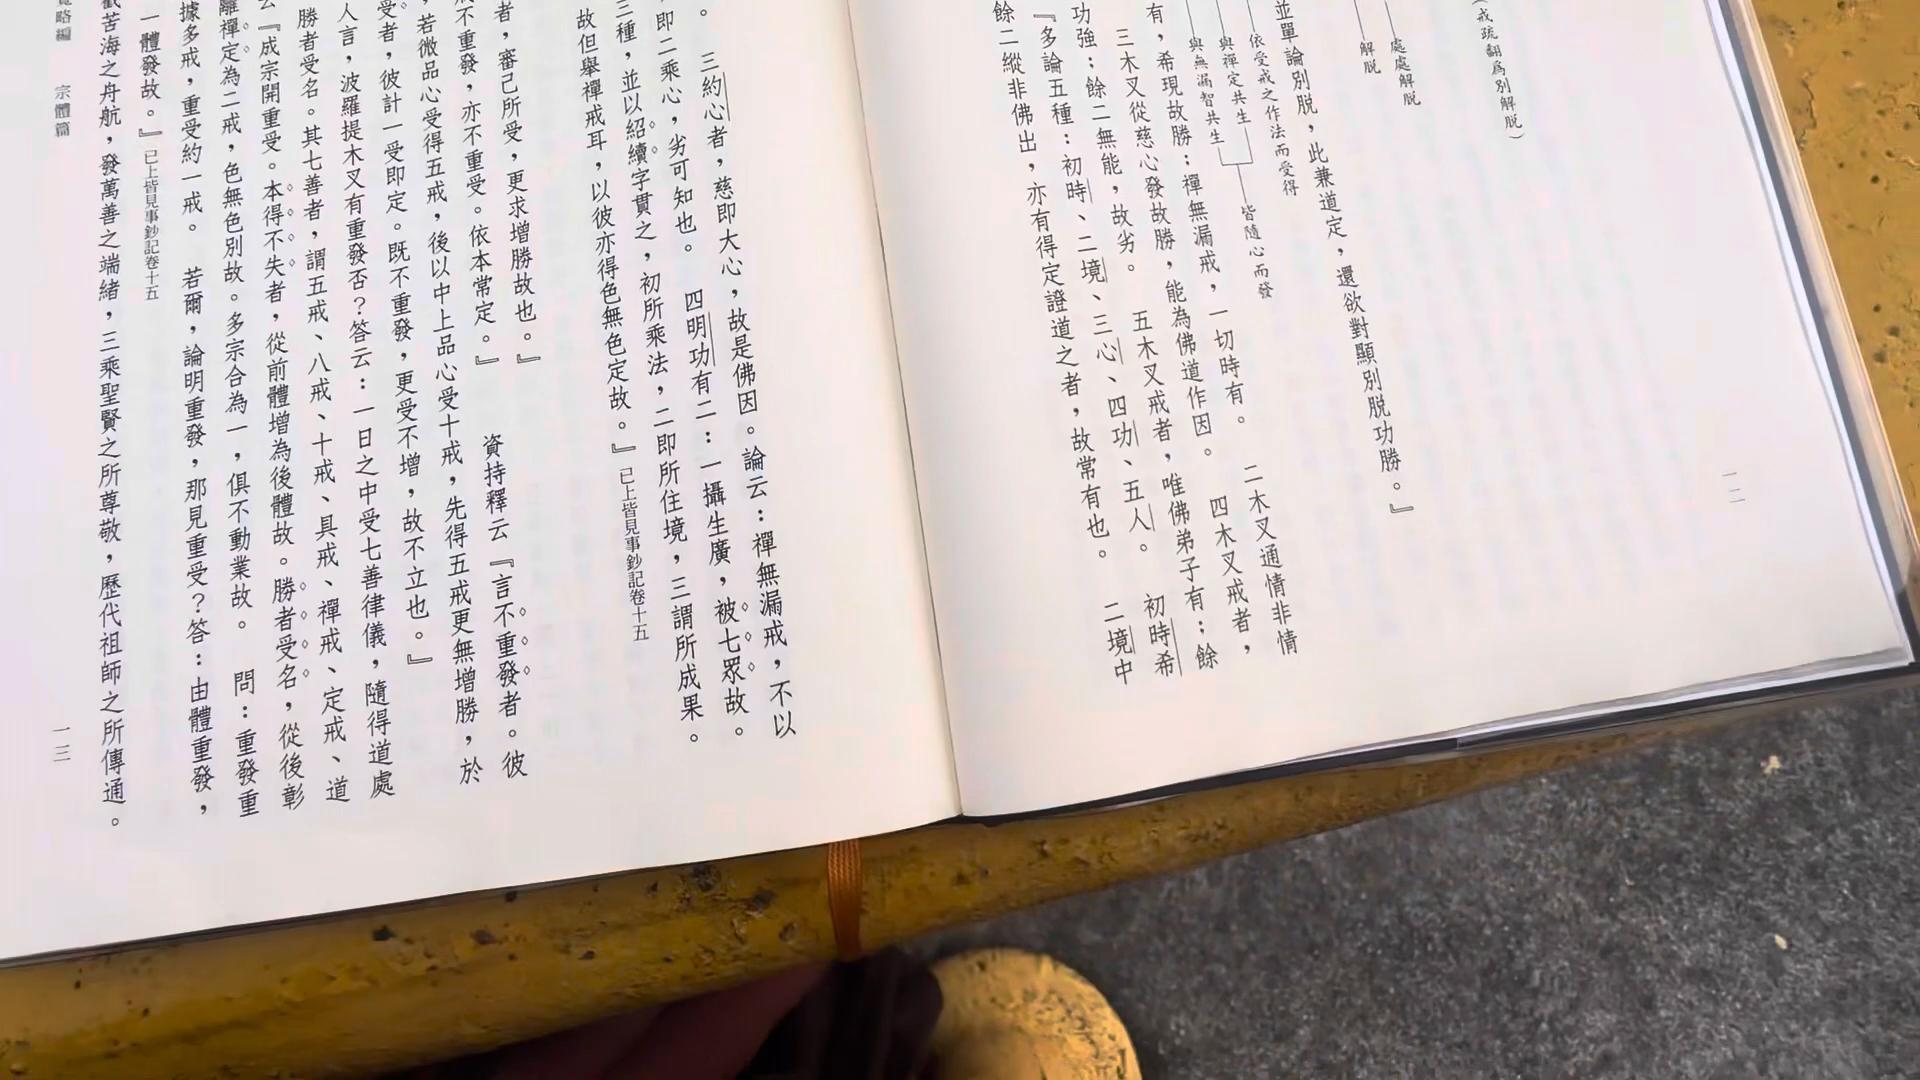 (戒疏翻為別解脫)
處處解脫
解脫
並單論別脫，此兼道定，還欲對顯別脫功勝。』
依受戒之作法而受得
與禪定共生
與無漏智共生
皆隨心而發
二木叉通情非情
有，希現故勝；禪無漏戒，一切時有。　四木叉戒者，
三木叉從慈心發故勝，能為佛道作因。
功強；餘二無能，故劣。　五木叉戒者，唯佛弟子有；餘
『多論五種：初時、二境、三心、四功、五人。　初時希
餘二縱非佛出，亦有得定證道之者，故常有也。　二境中
一二
。　三約心者，慈即大心，故是佛因。論云：禪無漏戒，不以
即二乘心，劣可知也。　四明功有二：一攝生廣，被七眾故。
三種，並以紹續字貫之，初所乘法，二即所住境，三謂所成果。
故但舉禪戒耳，以彼亦得色無色定故。』已上皆見事鈔記卷十五
者，審己所受，更求增勝故也。』　資持釋云『言不重發者。彼
不重發，亦不重受。依本常定。』
，若微品心受得五戒，後以中上品心受十戒，先得五戒更無增勝，於
受者，彼計一受即定。既不重發，更受不增，故不立也。』
人言，波羅提木叉有重發否？答云：一日之中受七善律儀，隨得道處
勝者受名。其七善者，謂五戒、八戒、十戒、具戒、禪戒、定戒、道
云『成宗開重受。本得不失者，從前體增為後體故。勝者受名，從後彰
離禪定為二戒，色無色別故。多宗合為一，俱不動業故。　問：重發重
據多戒，重受約一戒。　若爾，論明重發，那見重受？答：由體重發，
一體發故。』已上皆見事鈔記卷十五
苦海之舟航，發萬善之端緒，三乘聖賢之所尊敬，歷代祖師之所傳通。
略編　宗體篇
一三